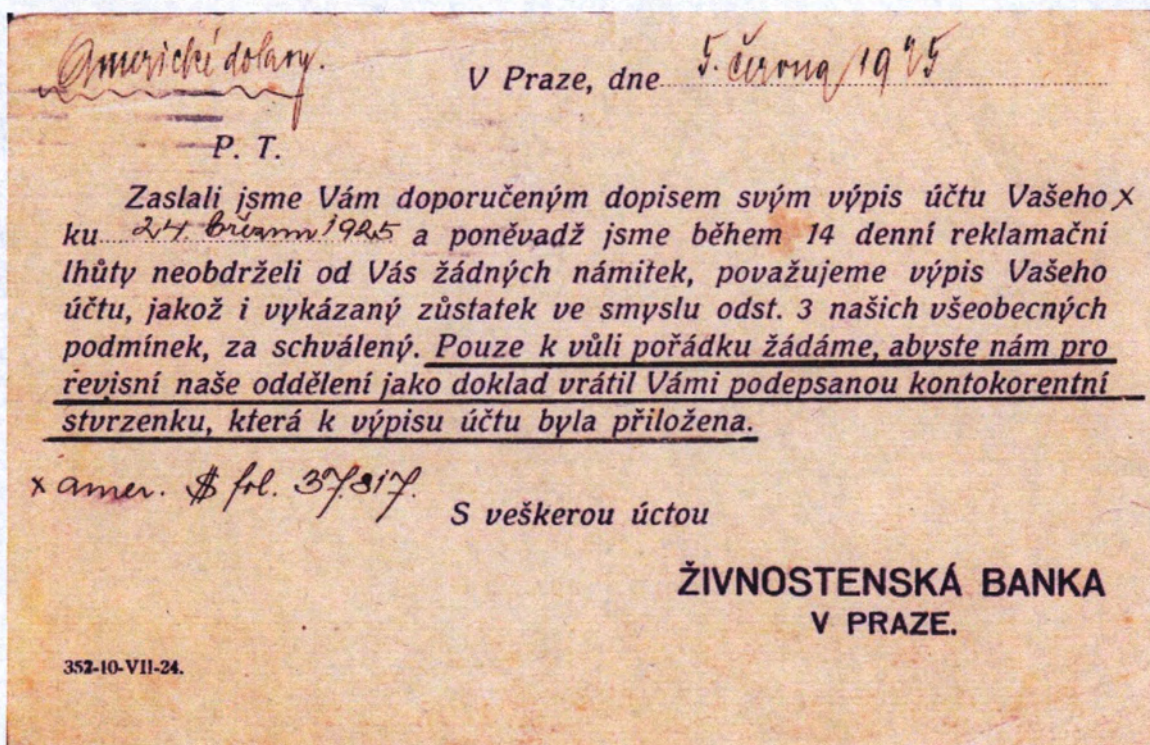 Americké dolary.
V Praze, dne 5. června 1925
P. T.
Zaslali jsme Vám doporučeným dopisem svým výpis účtu Vašeho x
ku 24. březnu 1925 a poněvadž jsme během 14 denní reklamační
lhůty neobdrželi od Vás žádných námitek, považujeme výpis Vašeho
účtu, jakož i vykázaný zůstatek ve smyslu odst. 3 našich všeobecných
podmínek, za schválený. Pouze k vůli pořádku žádáme, abyste nám pro
revisní naše oddělení jako doklad vrátil Vámi podepsanou kontokorentní
stvrzenku, která k výpisu účtu byla přiložena.
x amer. $ fol. 37.317.
S veškerou úctou
ŽIVNOSTENSKÁ BANKA
V PRAZE.
352-10-VII-24.